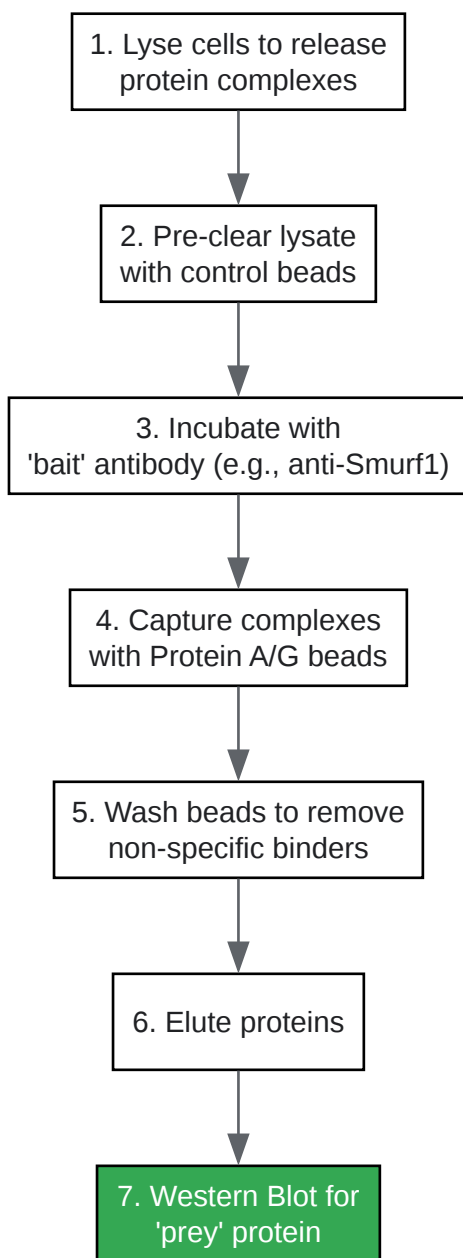 1. Lyse cells to release
protein complexes
2. Pre-clear lysate
with control beads
3. Incubate with
'bait' antibody (e.g., anti-Smurf1)
4. Capture complexes
with Protein A/G beads
5. Wash beads to remove
non-specific binders
6. Elute proteins
7. Western Blot for
'prey' protein